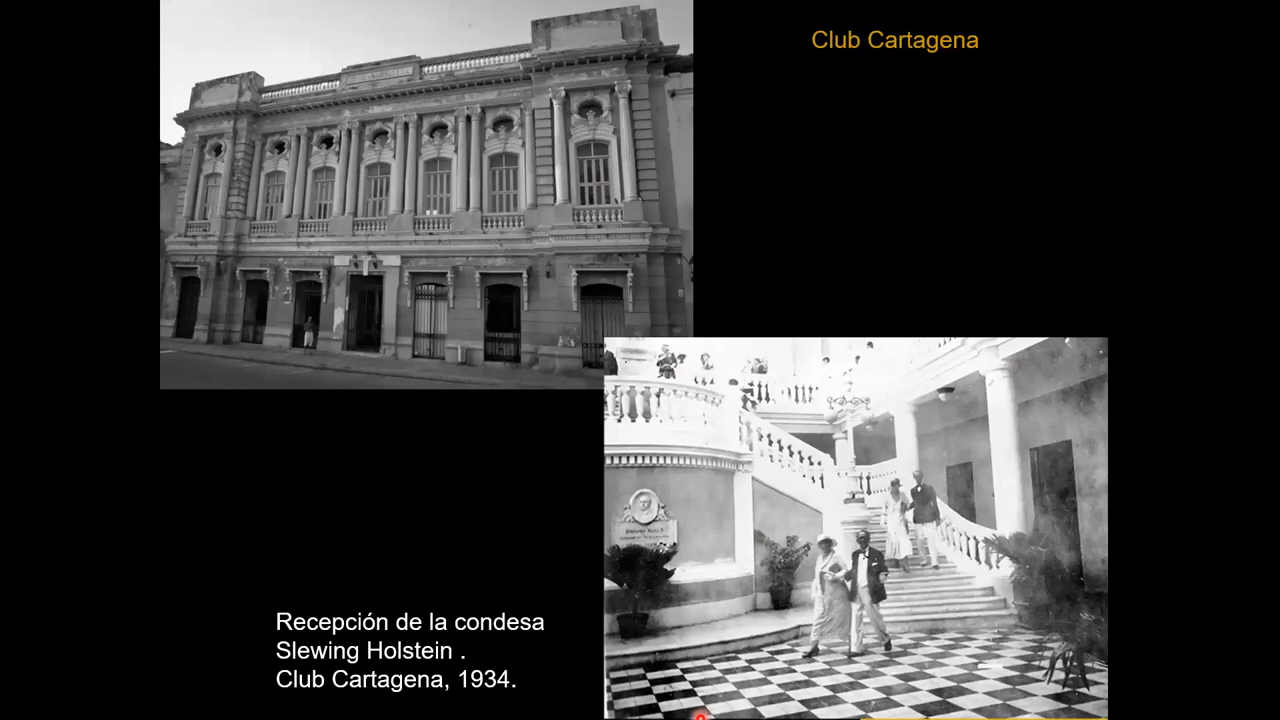 Club Cartagena
Recepción de la condesa
Slewing Holstein .
Club Cartagena, 1934.